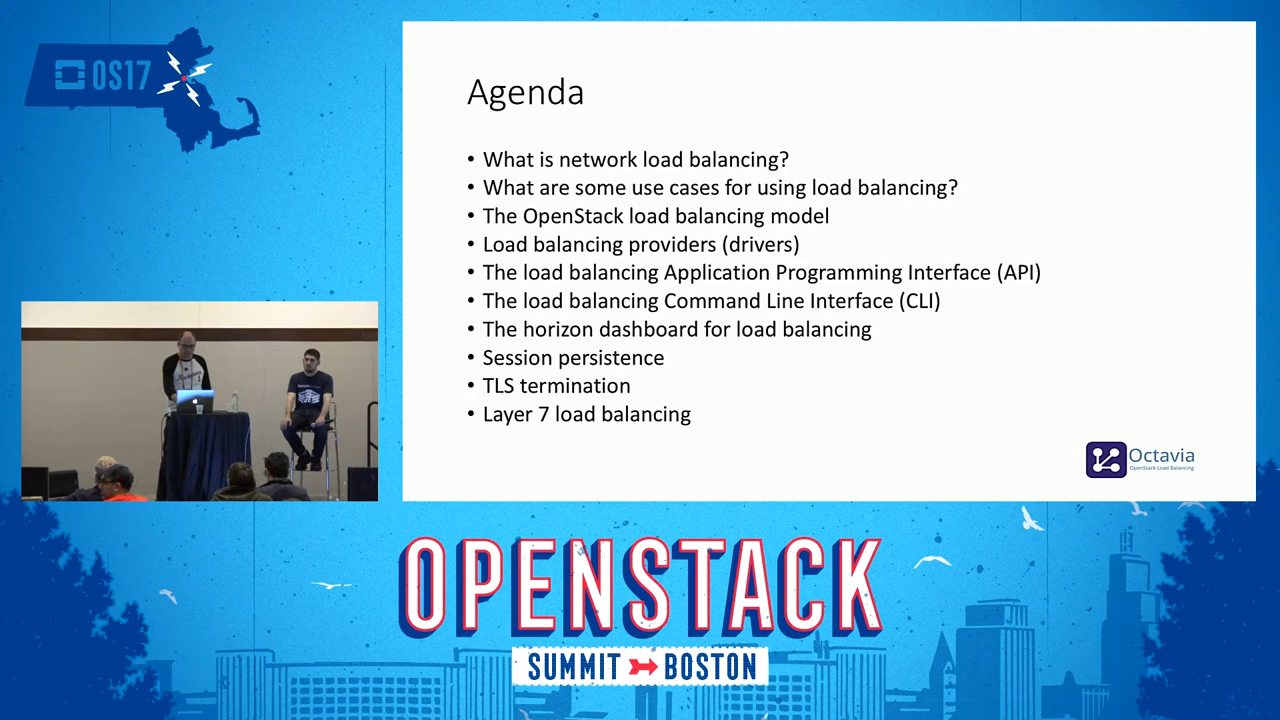 OS17
Agenda
• What is network load balancing?
• What are some use cases for using load balancing?
• The OpenStack load balancing model
• Load balancing providers (drivers)
• The load balancing Application Programming Interface (API)
• The load balancing Command Line Interface (CLI)
• The horizon dashboard for load balancing
• Session persistence
• TLS termination
• Layer 7 load balancing
Octavia
OpenStack Load Balancing
OPENSTACK
SUMMIT BOSTON